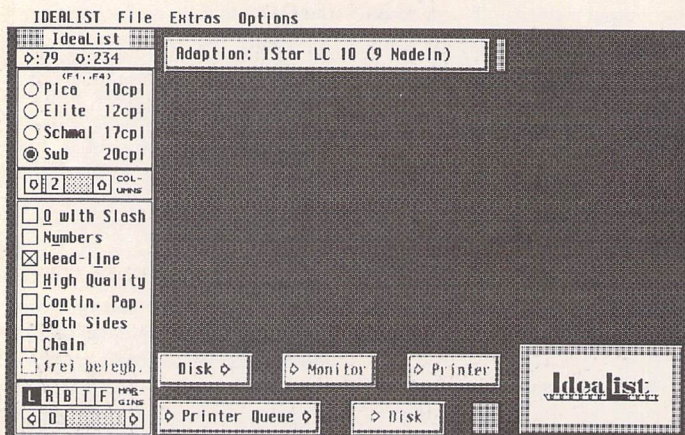 IDEALIST File Extras Options
IdeaList
◊:79 O:234
(F1..F4)
Pica 10cpl
Elite 12cpi
Schmal 17cpl
Sub 20cpi
2 COL-
UMNS
0 with Slash
Numbers
Head-line
High Quality
Contin. Pap.
Both Sides
Chain
frei belegb.
L R B T F MAR-
GINS
0
Adaption: 1Star LC 10 (9 Nadeln)
Disk ◊
◊ Monitor
◊ Printer
◊ Printer Queue ◊
◊ Disk
IdeaList